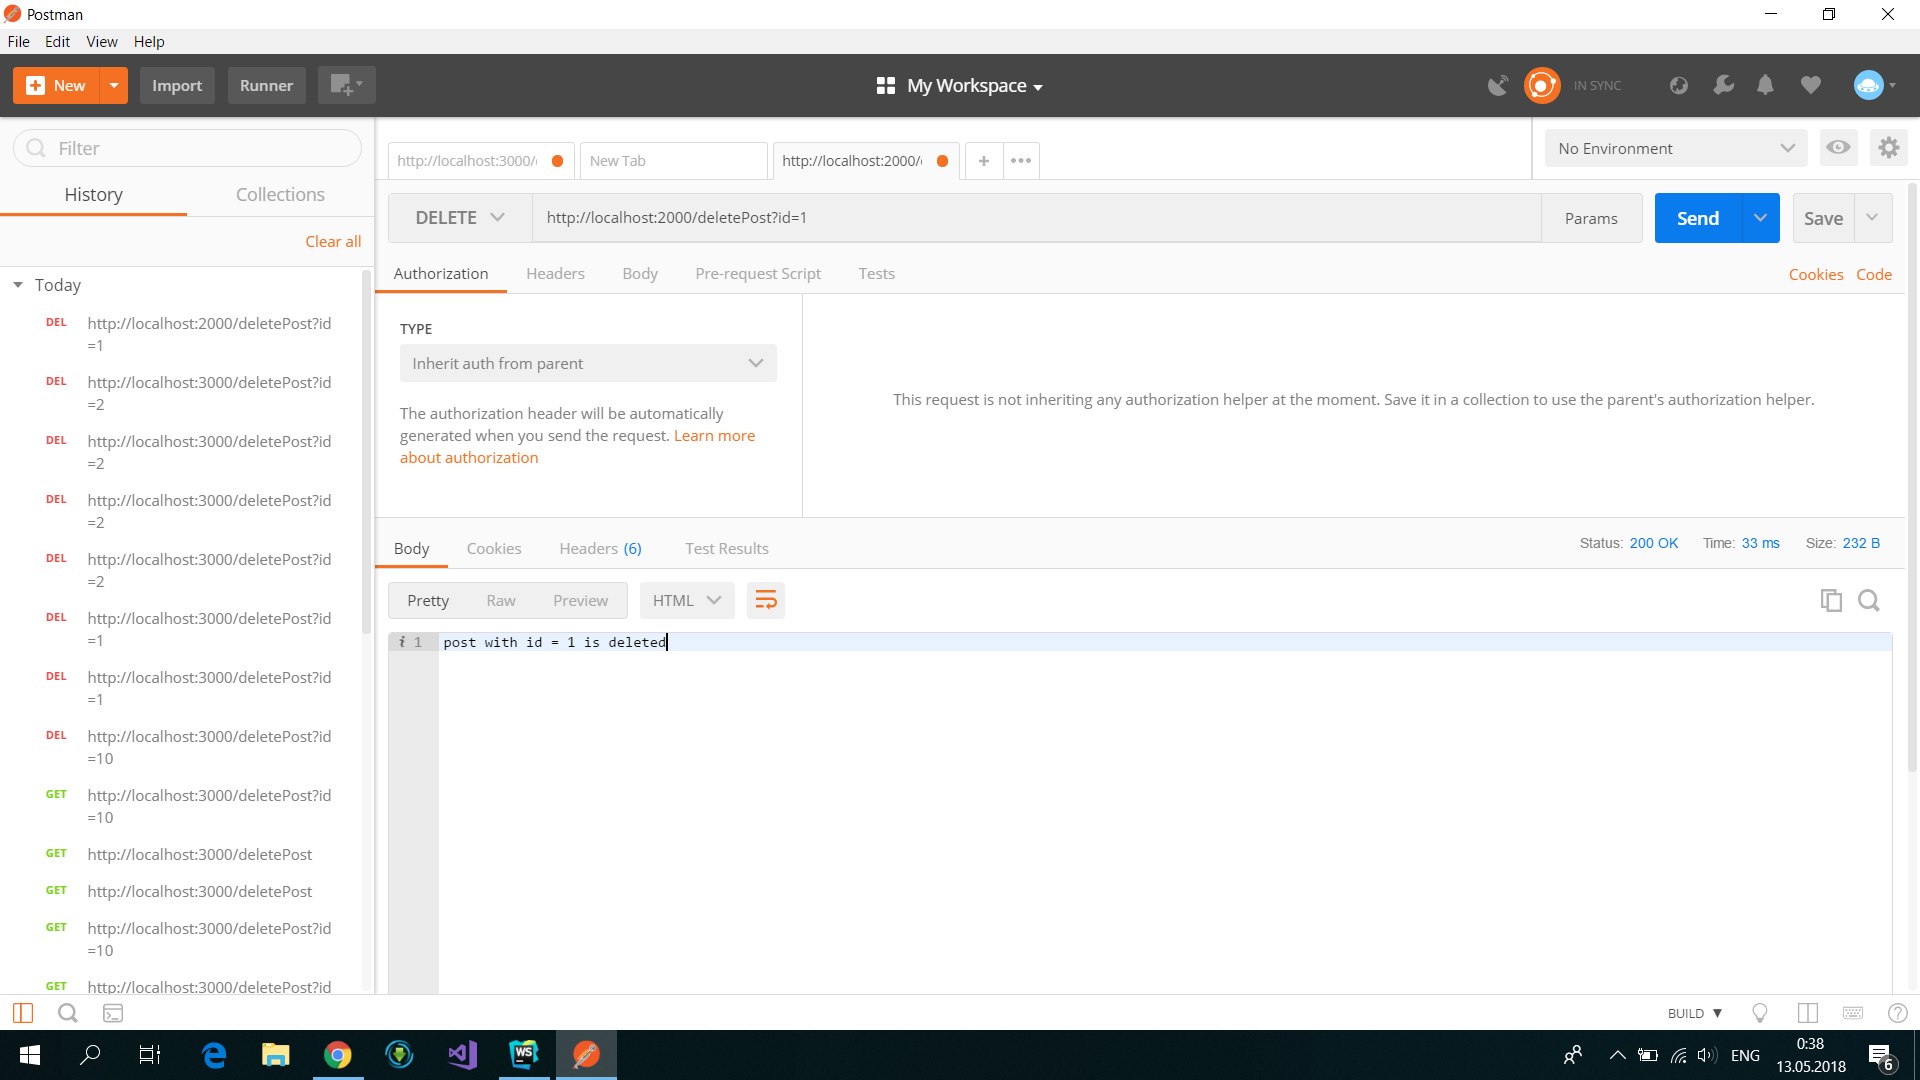 Postman
File Edit View Help
New Import Runner My Workspace IN SYNC
Filter
History Collections
Clear all
Today
DEL http://localhost:2000/deletePost?id
=1
DEL http://localhost:3000/deletePost?id
=2
DEL http://localhost:3000/deletePost?id
=2
DEL http://localhost:3000/deletePost?id
=2
DEL http://localhost:3000/deletePost?id
=2
DEL http://localhost:3000/deletePost?id
=1
DEL http://localhost:3000/deletePost?id
=1
DEL http://localhost:3000/deletePost?id
=10
GET http://localhost:3000/deletePost?id
=10
GET http://localhost:3000/deletePost
GET http://localhost:3000/deletePost
GET http://localhost:3000/deletePost?id
=10
GET http://localhost:3000/deletePost?id
http://localhost:3000/ New Tab http://localhost:2000/ + •••
No Environment
DELETE http://localhost:2000/deletePost?id=1 Params Send Save
Authorization Headers Body Pre-request Script Tests Cookies Code
TYPE
Inherit auth from parent
The authorization header will be automatically
generated when you send the request. Learn more
about authorization
This request is not inheriting any authorization helper at the moment. Save it in a collection to use the parent's authorization helper.
Body Cookies Headers (6) Test Results Status: 200 OK Time: 33 ms Size: 232 B
Pretty Raw Preview HTML
i 1 post with id = 1 is deleted
BUILD
WS
ENG
0:38
13.05.2018
6